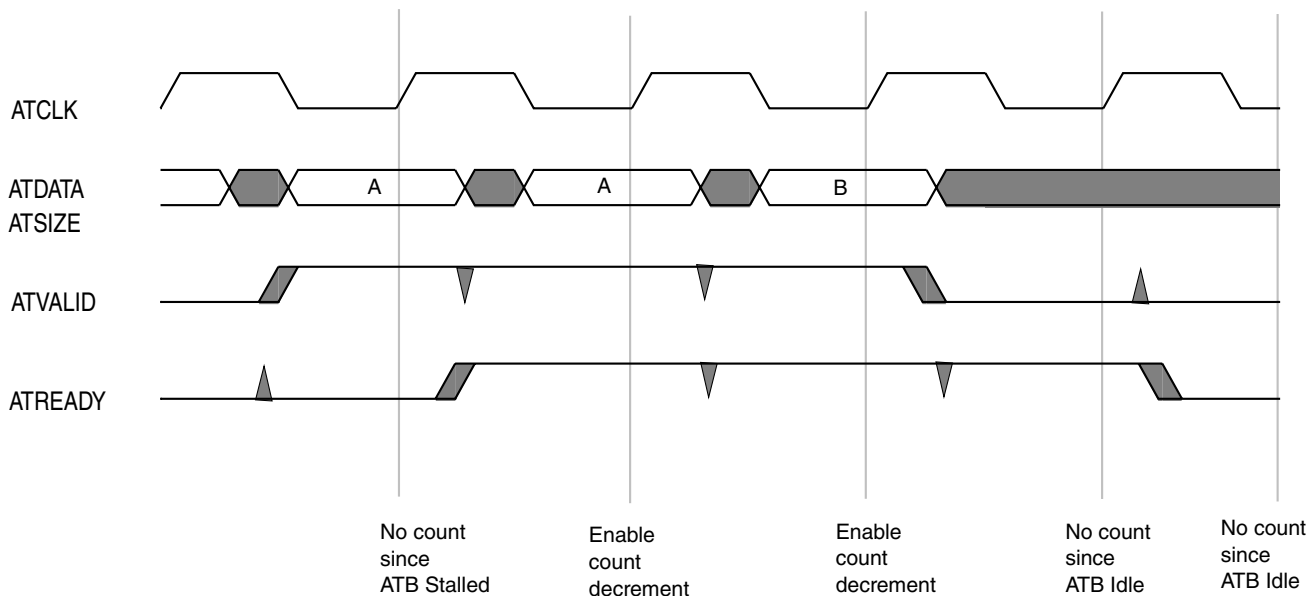 ATCLK
ATDATA
ATSIZE
A
A
B
ATVALID
ATREADY
No count
since
ATB Stalled
Enable
count
decrement
Enable
count
decrement
No count
since
ATB Idle
No count
since
ATB Idle